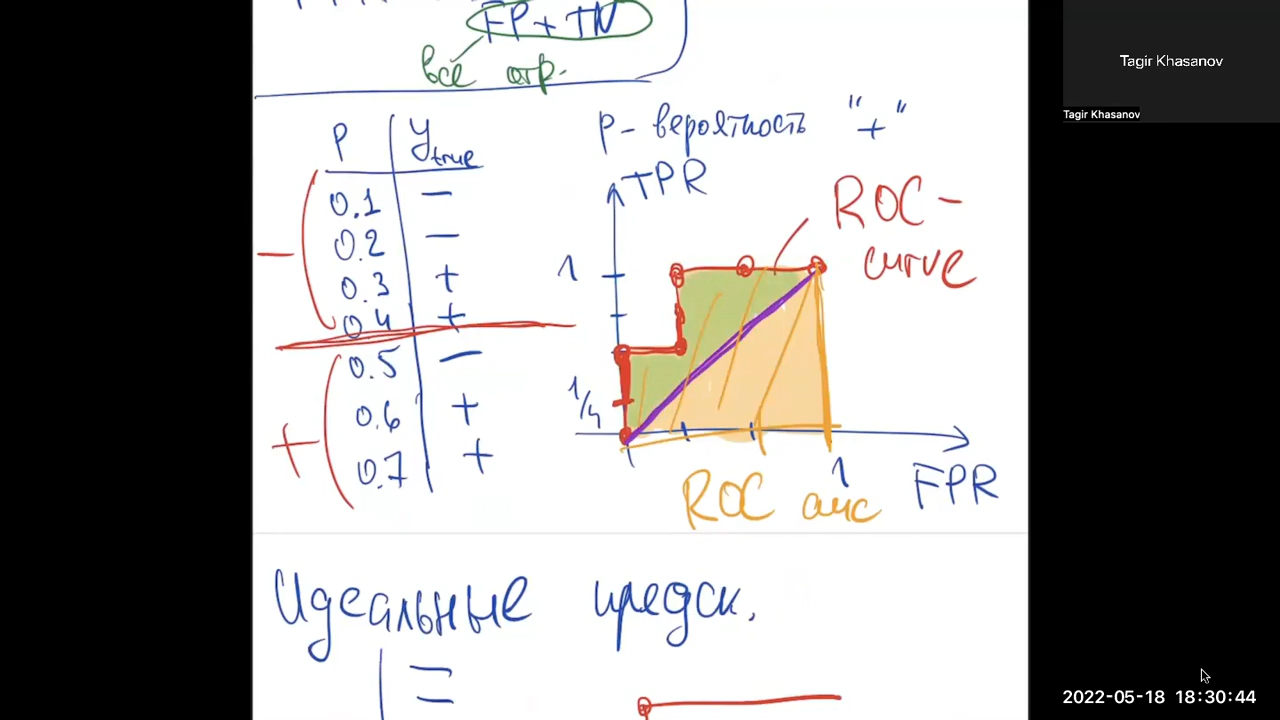 FP + TN
все отр.
P | y true
p - вероятность "+"
0.1 −
0.2 −
0.3 +
0.4 +
0.5 −
0.6 +
0.7 +
−
+
TPR
1
1/4
ROC -
curve
1
FPR
ROC auc
Идеальные предск.
Tagir Khasanov
Tagir Khasanov
2022-05-18 18:30:44